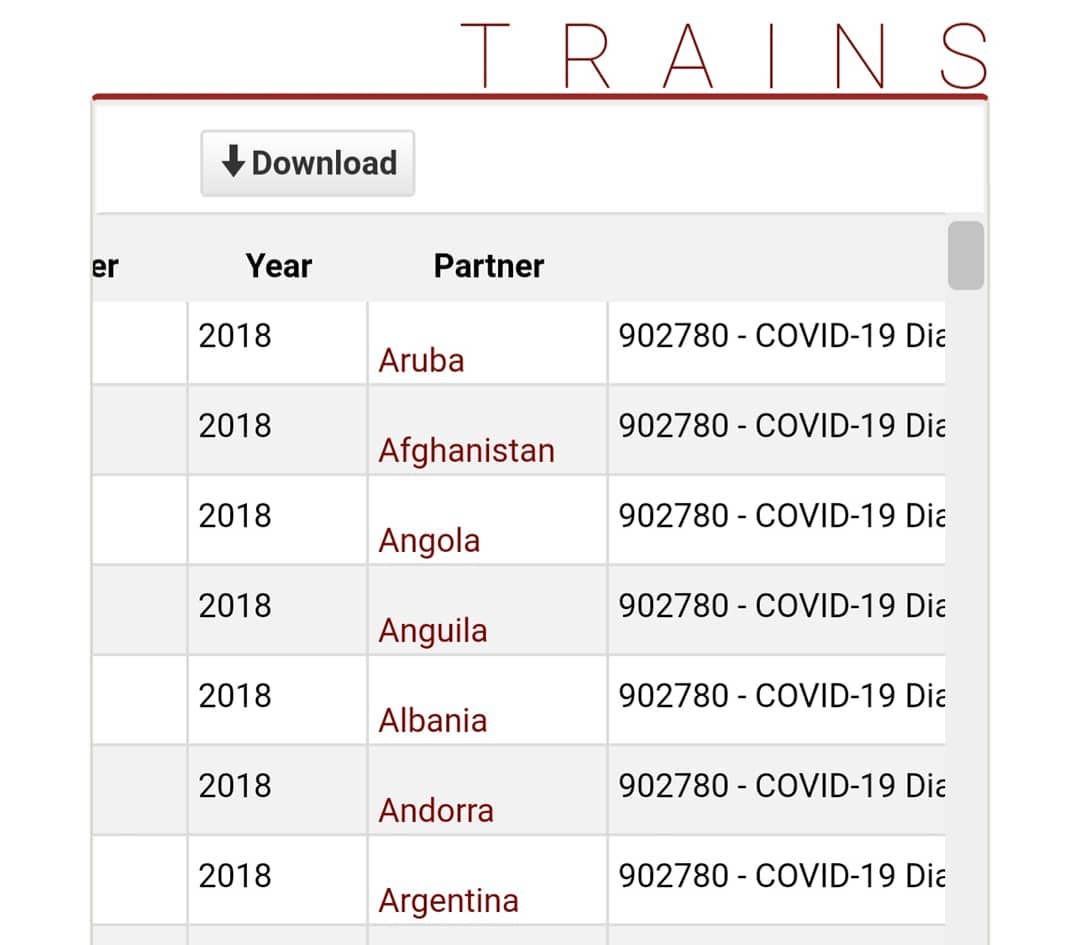 TRAINS
Download
er Year Partner
2018 Aruba 902780 - COVID-19 Dia
2018 Afghanistan 902780 - COVID-19 Dia
2018 Angola 902780 - COVID-19 Dia
2018 Anguila 902780 - COVID-19 Dia
2018 Albania 902780 - COVID-19 Dia
2018 Andorra 902780 - COVID-19 Dia
2018 Argentina 902780 - COVID-19 Dia